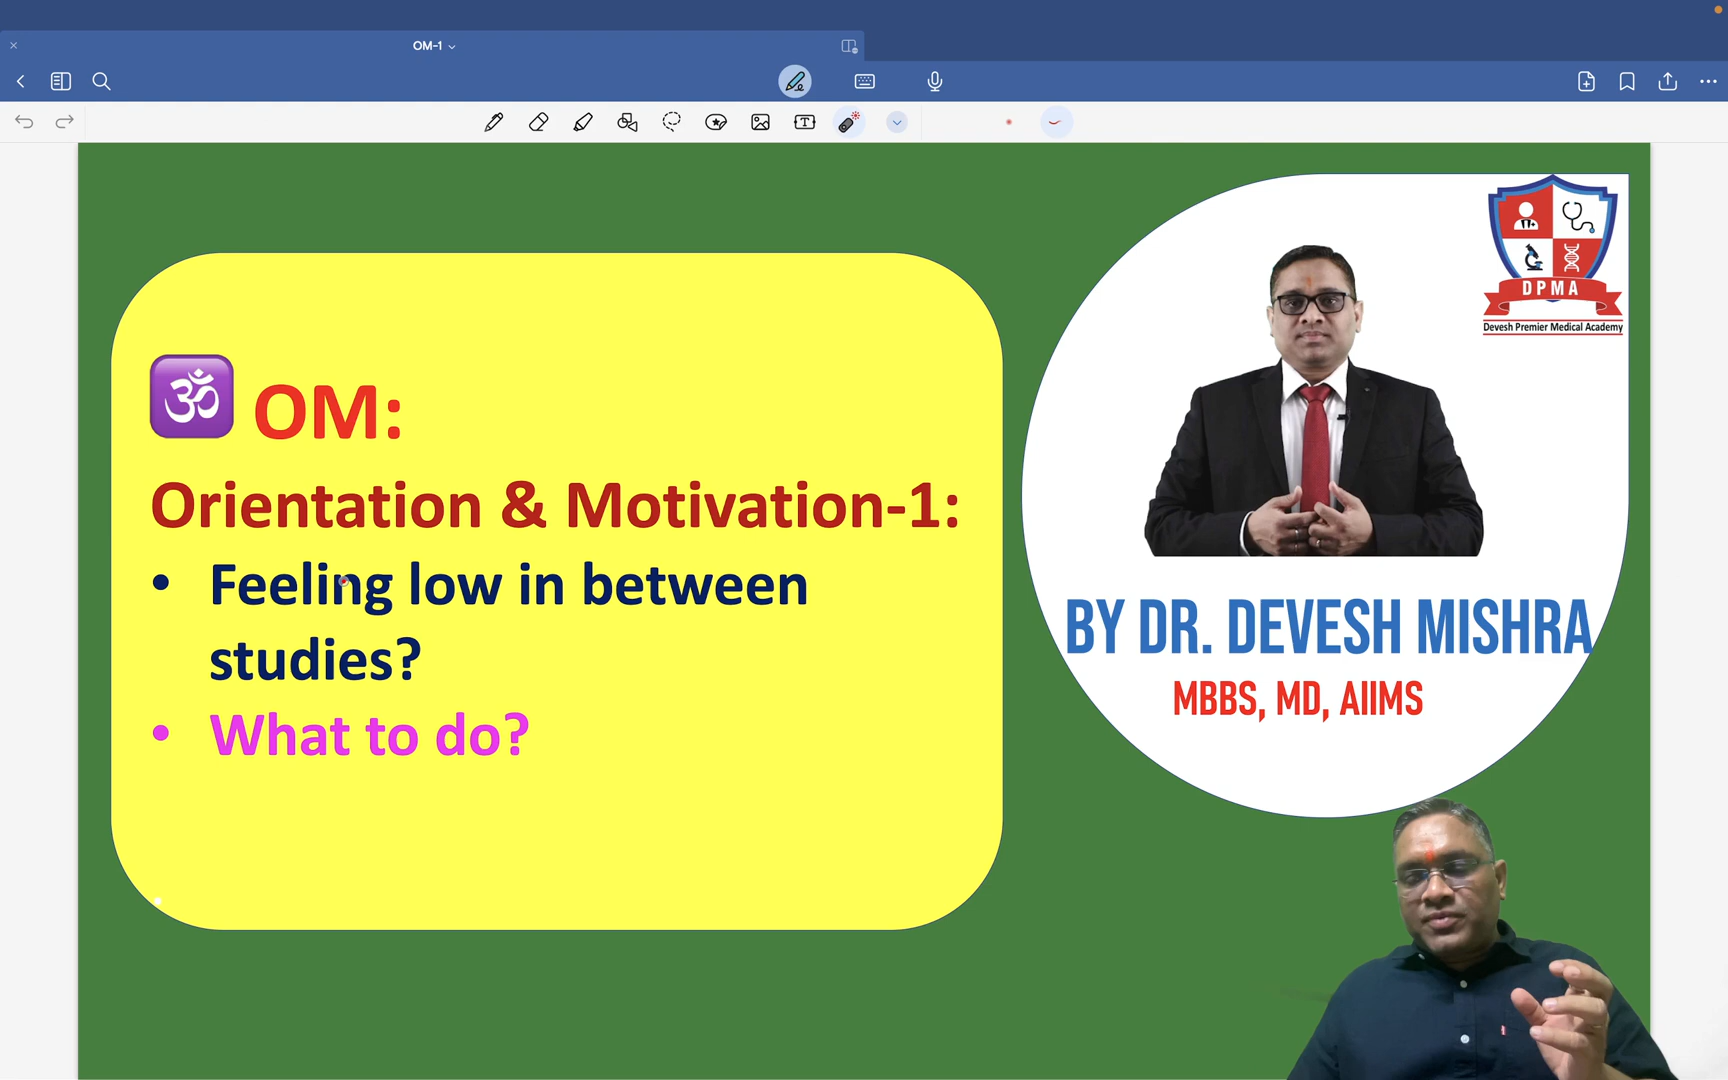 OM-1
DPMA
Devesh Premier Medical Academy
ॐ OM:
Orientation & Motivation-1:
• Feeling low in between
studies?
• What to do?
BY DR. DEVESH MISHRA
MBBS, MD, AIIMS